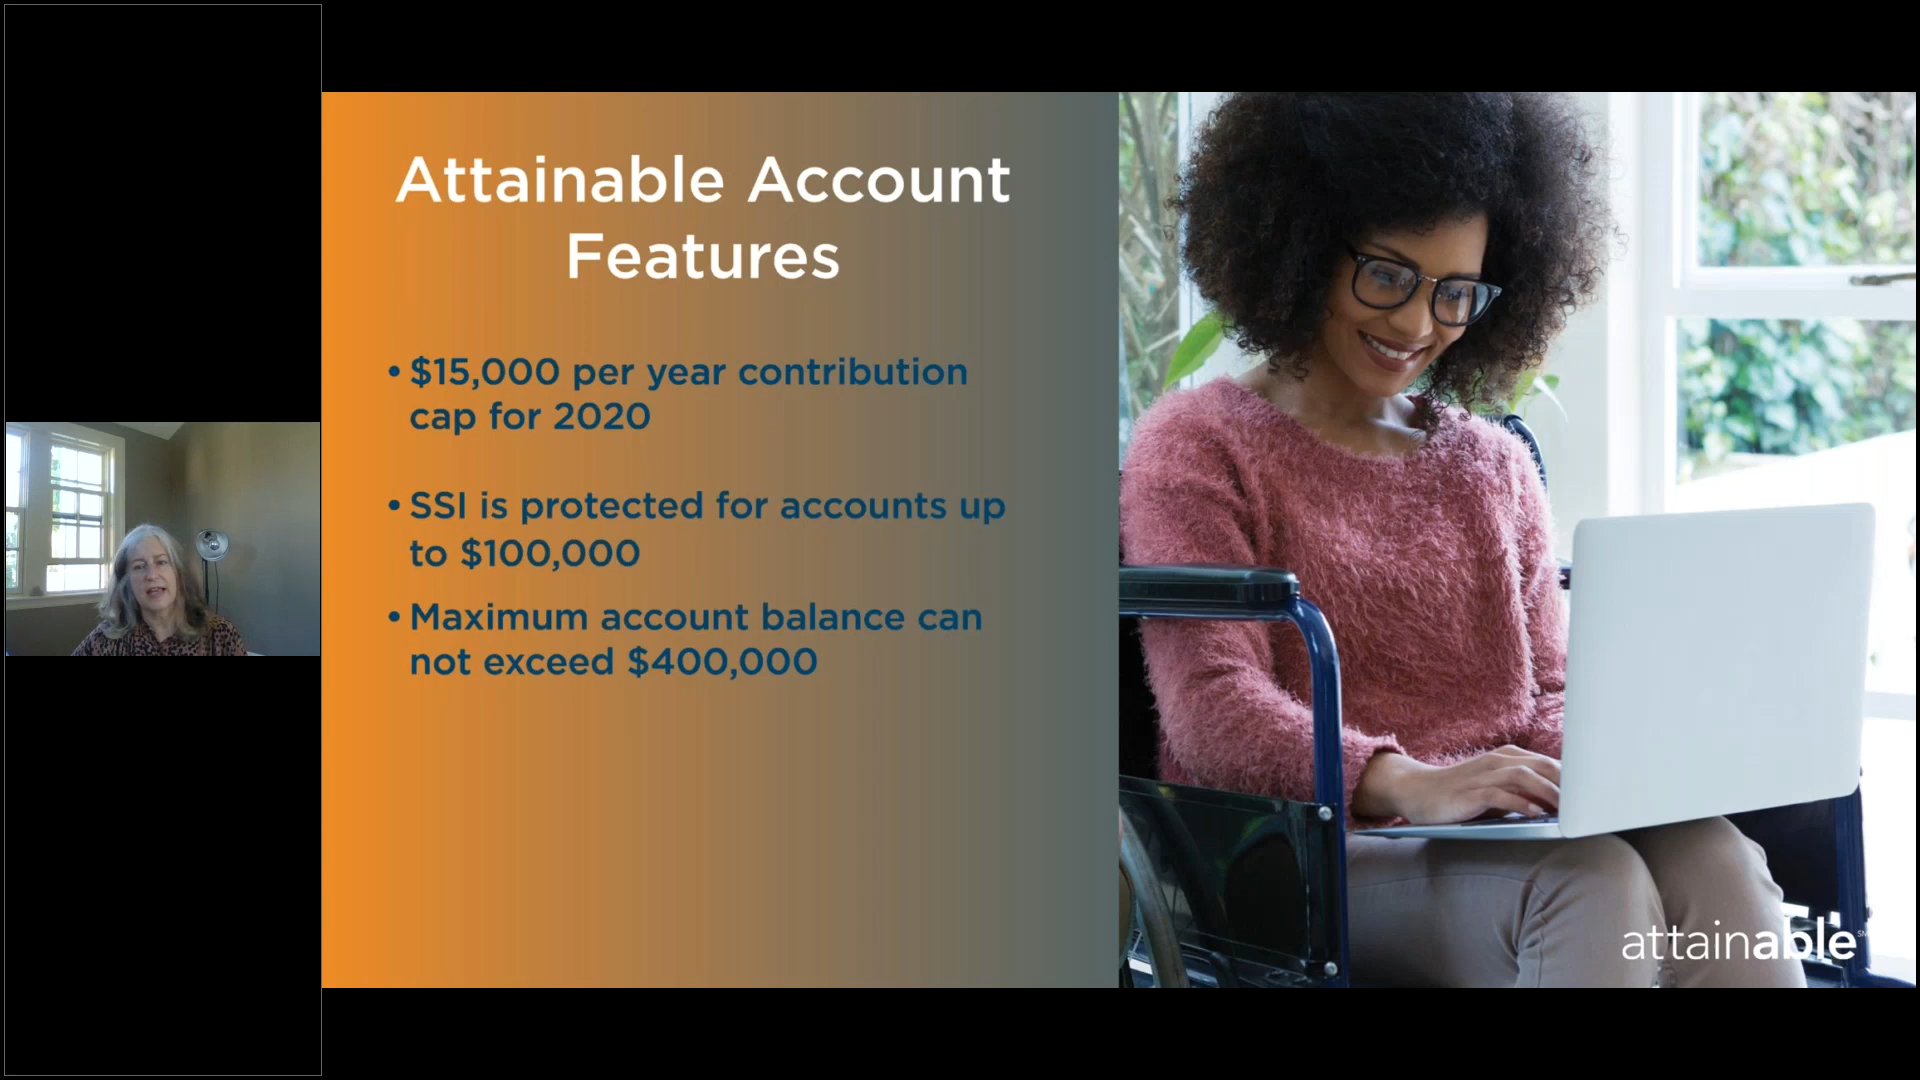 Attainable Account
Features
• $15,000 per year contribution
cap for 2020
• SSI is protected for accounts up
to $100,000
• Maximum account balance can
not exceed $400,000
attainable℠